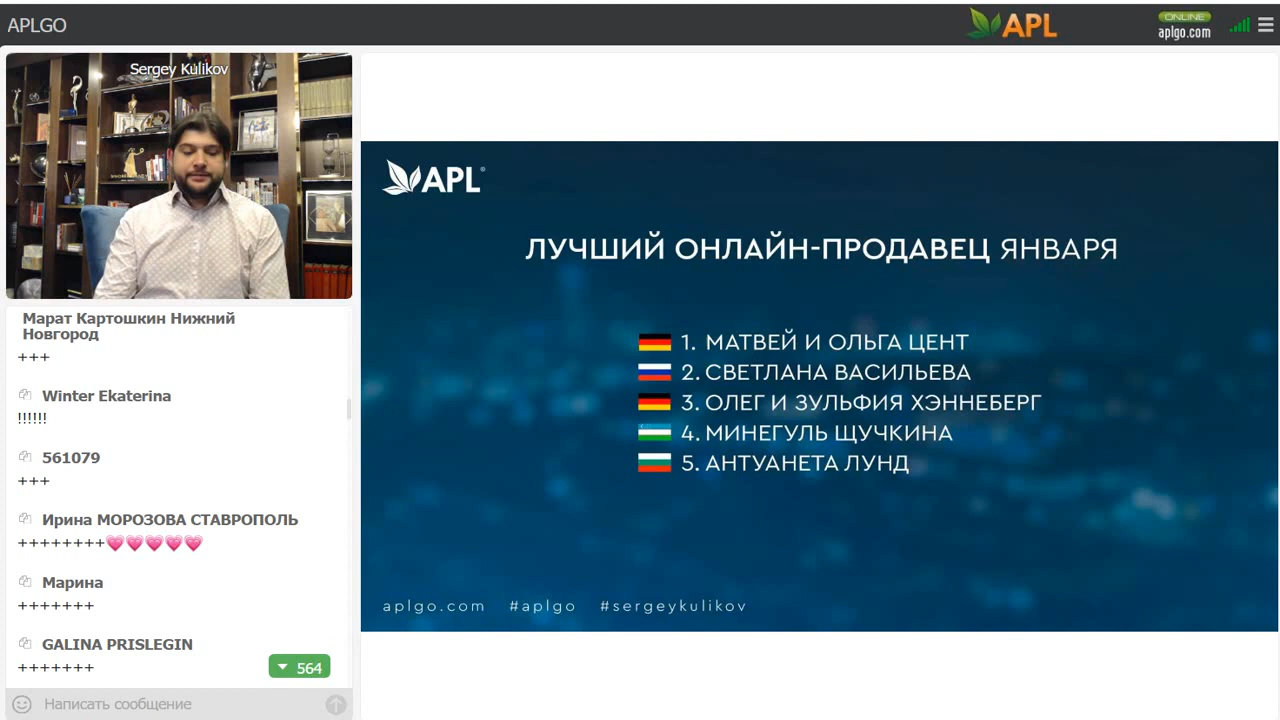 APLGO
APL
ONLINE
aplgo.com
Sergey Kulikov
Марат Картошкин Нижний
Новгород
+++
Winter Ekaterina
!!!!!!
561079
+++
Ирина МОРОЗОВА СТАВРОПОЛЬ
++++++++💗💗💗💗💗
Марина
+++++++
GALINA PRISLEGIN
+++++++
564
Написать сообщение
APL®
ЛУЧШИЙ ОНЛАЙН-ПРОДАВЕЦ ЯНВАРЯ
1. МАТВЕЙ И ОЛЬГА ЦЕНТ
2. СВЕТЛАНА ВАСИЛЬЕВА
3. ОЛЕГ И ЗУЛЬФИЯ ХЭННЕБЕРГ
4. МИНЕГУЛЬ ЩУЧКИНА
5. АНТУАНЕТА ЛУНД
aplgo.com #aplgo #sergeykulikov